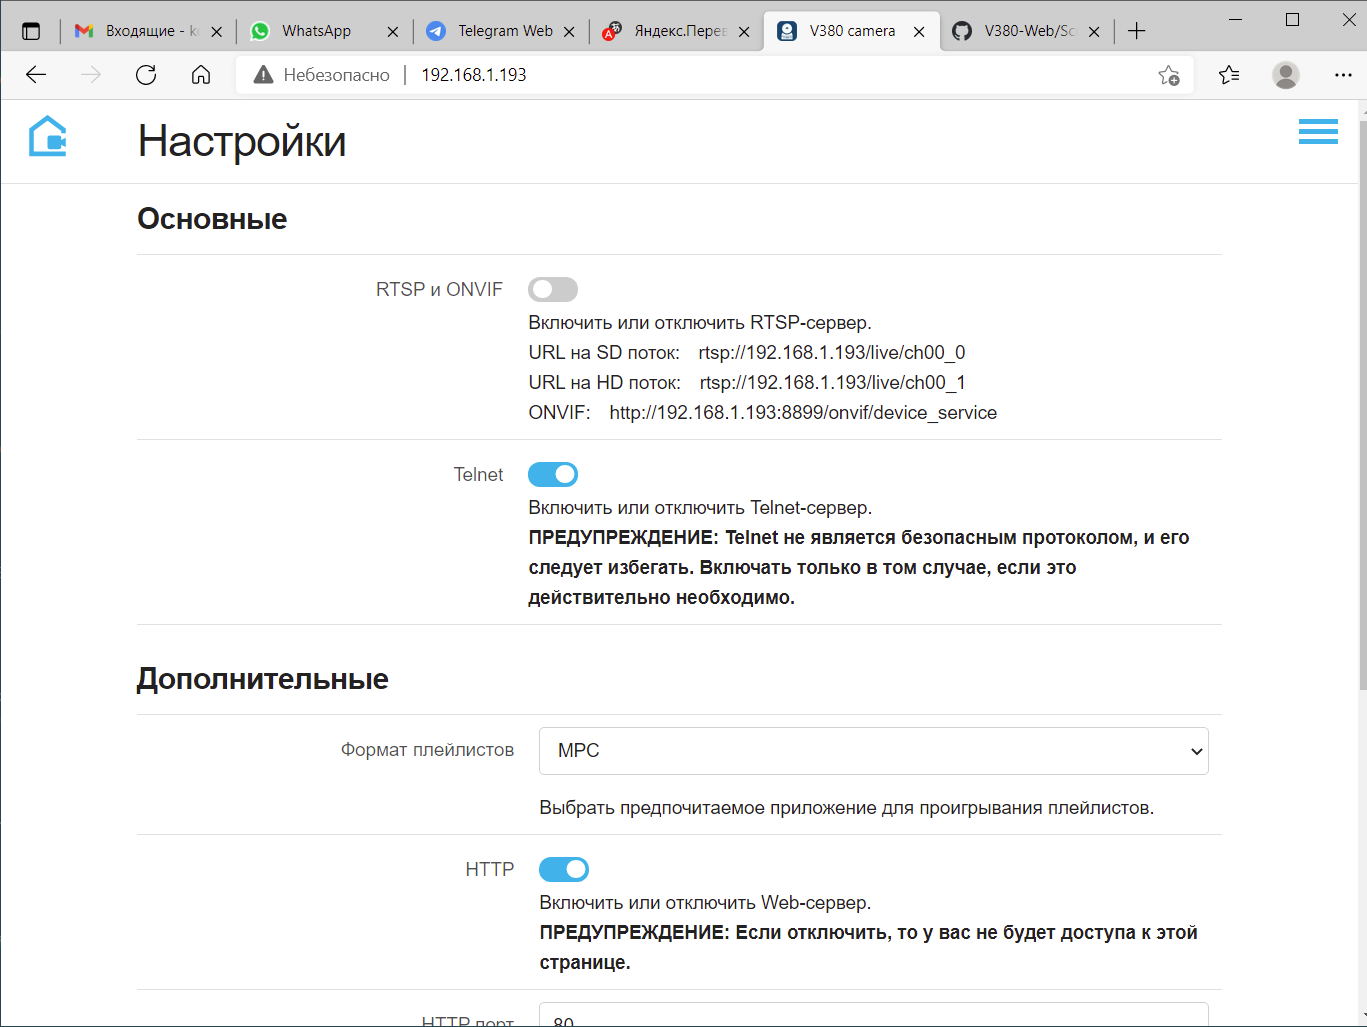 Входящие - k
WhatsApp
Telegram Web
Яндекс.Перев
V380 camera
V380-Web/Sc
Небезопасно
192.168.1.193
Настройки
Основные
RTSP и ONVIF
Включить или отключить RTSP-сервер.
URL на SD поток: rtsp://192.168.1.193/live/ch00_0
URL на HD поток: rtsp://192.168.1.193/live/ch00_1
ONVIF: http://192.168.1.193:8899/onvif/device_service
Telnet
Включить или отключить Telnet-сервер.
ПРЕДУПРЕЖДЕНИЕ: Telnet не является безопасным протоколом, и его
следует избегать. Включать только в том случае, если это
действительно необходимо.
Дополнительные
Формат плейлистов
MPC
Выбрать предпочитаемое приложение для проигрывания плейлистов.
HTTP
Включить или отключить Web-сервер.
ПРЕДУПРЕЖДЕНИЕ: Если отключить, то у вас не будет доступа к этой
странице.
HTTP порт
80